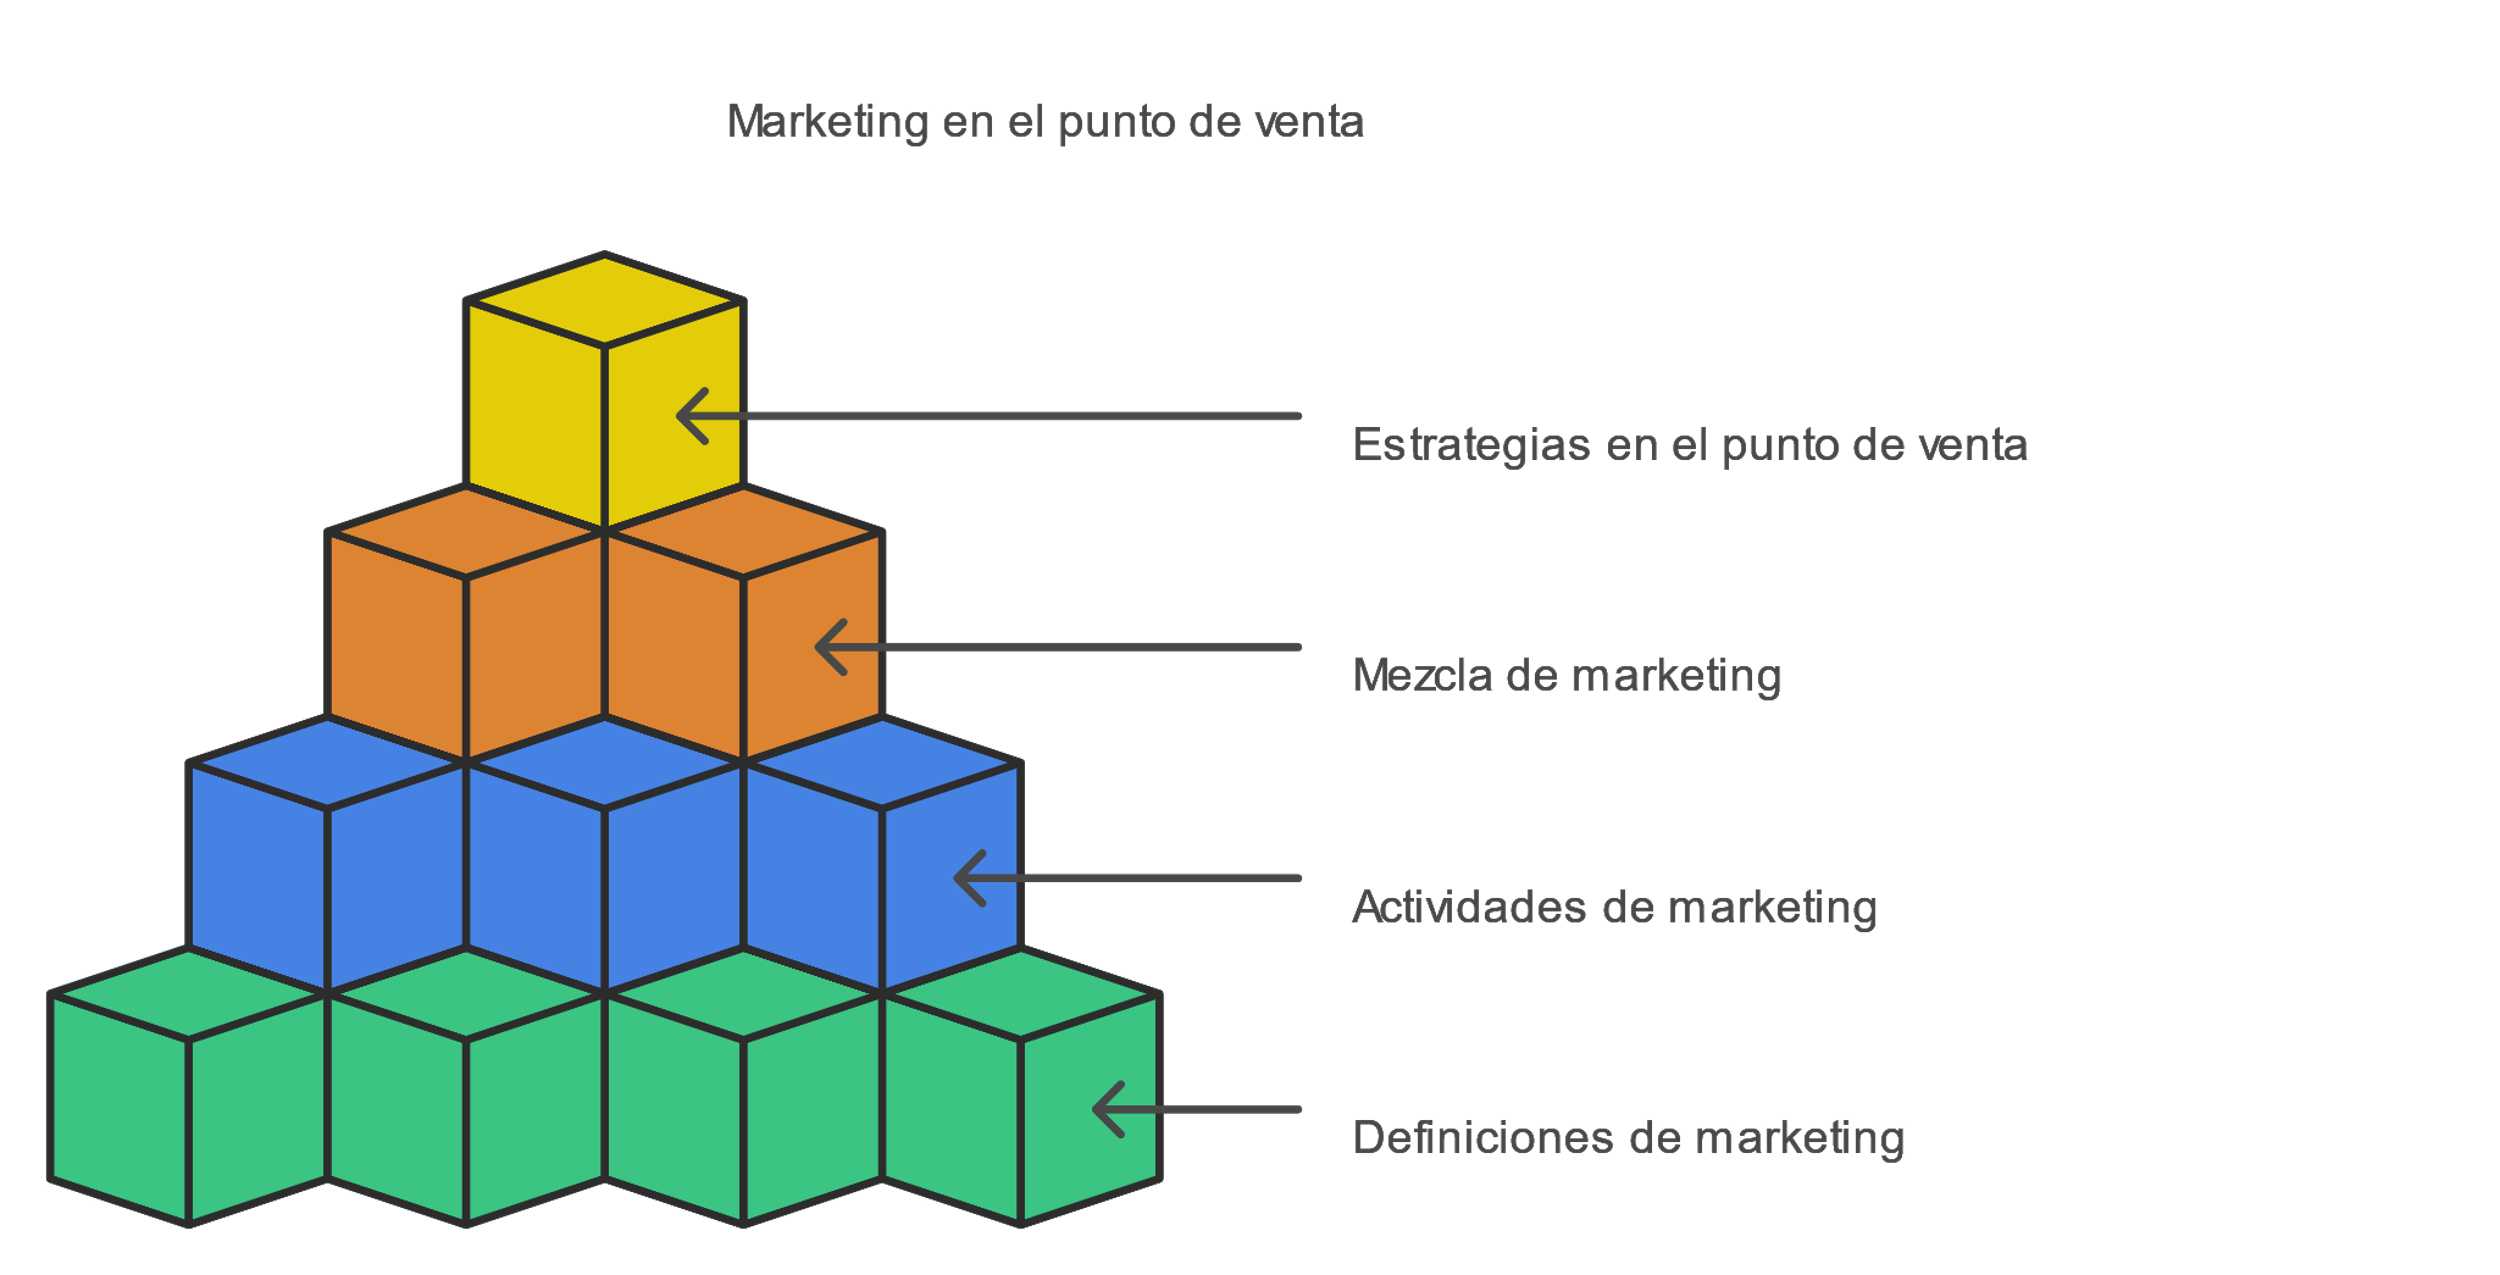 Marketing en el punto de venta
Estrategias en el punto de venta
Mezcla de marketing
Actividades de marketing
Definiciones de marketing